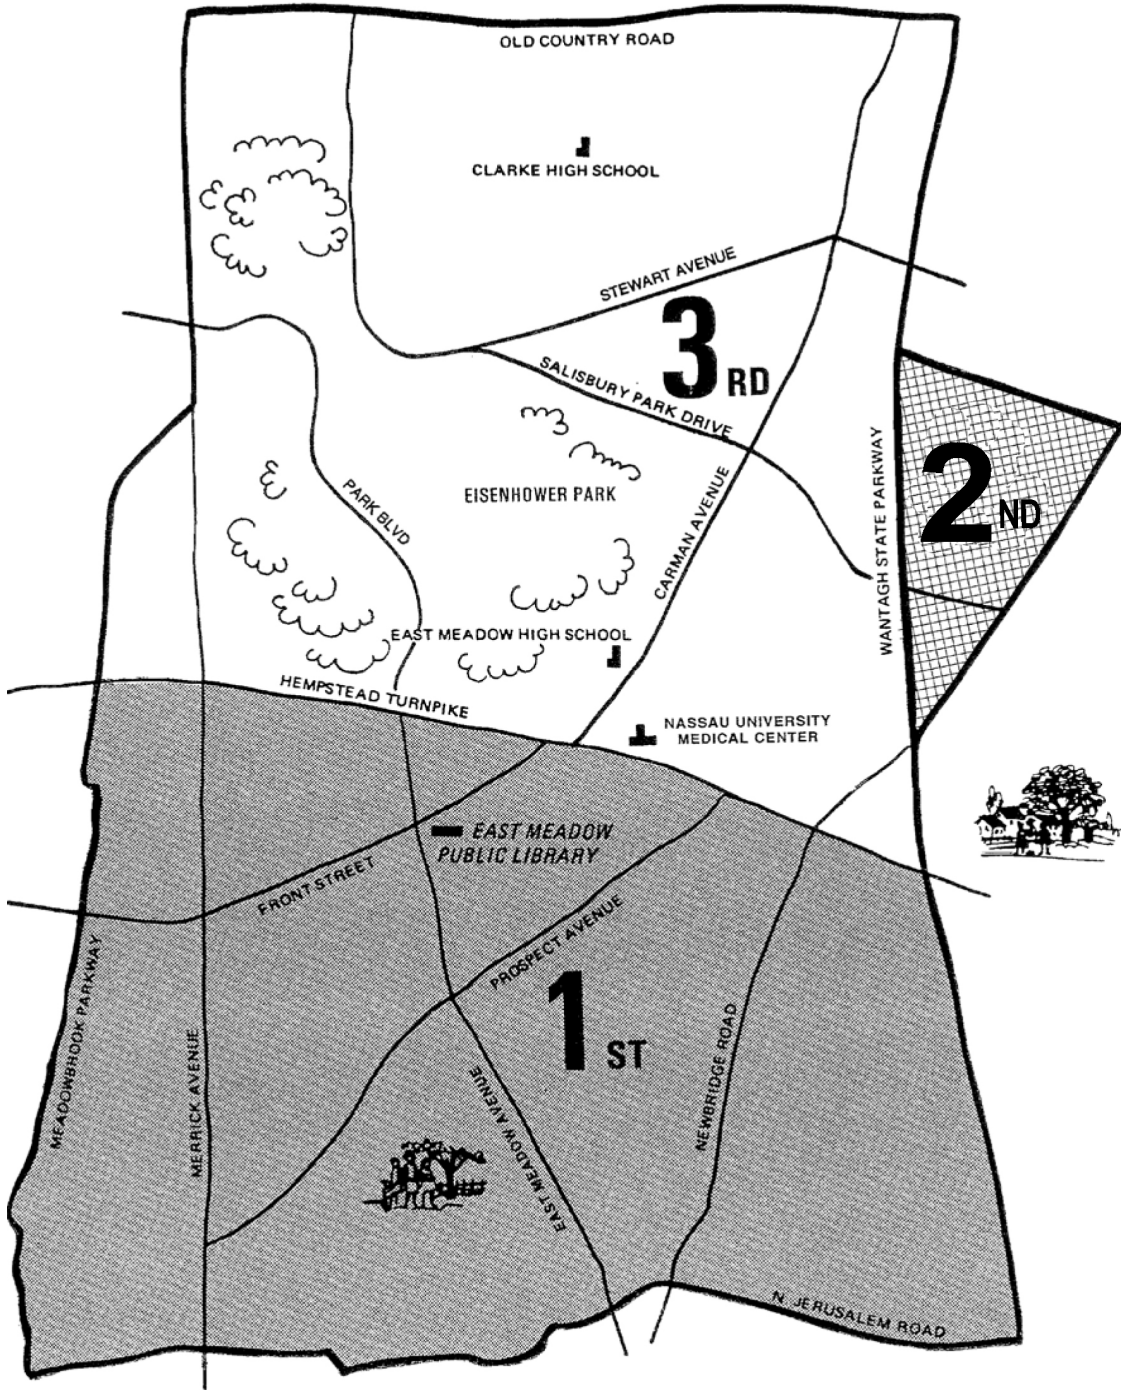 OLD COUNTRY ROAD
CLARKE HIGH SCHOOL
STEWART AVENUE
3RD
SALISBURY PARK DRIVE
WANTAGH STATE PARKWAY
2ND
EISENHOWER PARK
PARK BLVD
CARMAN AVENUE
EAST MEADOW HIGH SCHOOL
HEMPSTEAD TURNPIKE
NASSAU UNIVERSITY
MEDICAL CENTER
EAST MEADOW
PUBLIC LIBRARY
FRONT STREET
PROSPECT AVENUE
MEADOWBROOK PARKWAY
1ST
MERRICK AVENUE
EAST MEADOW AVENUE
NEWBRIDGE ROAD
N. JERUSALEM ROAD